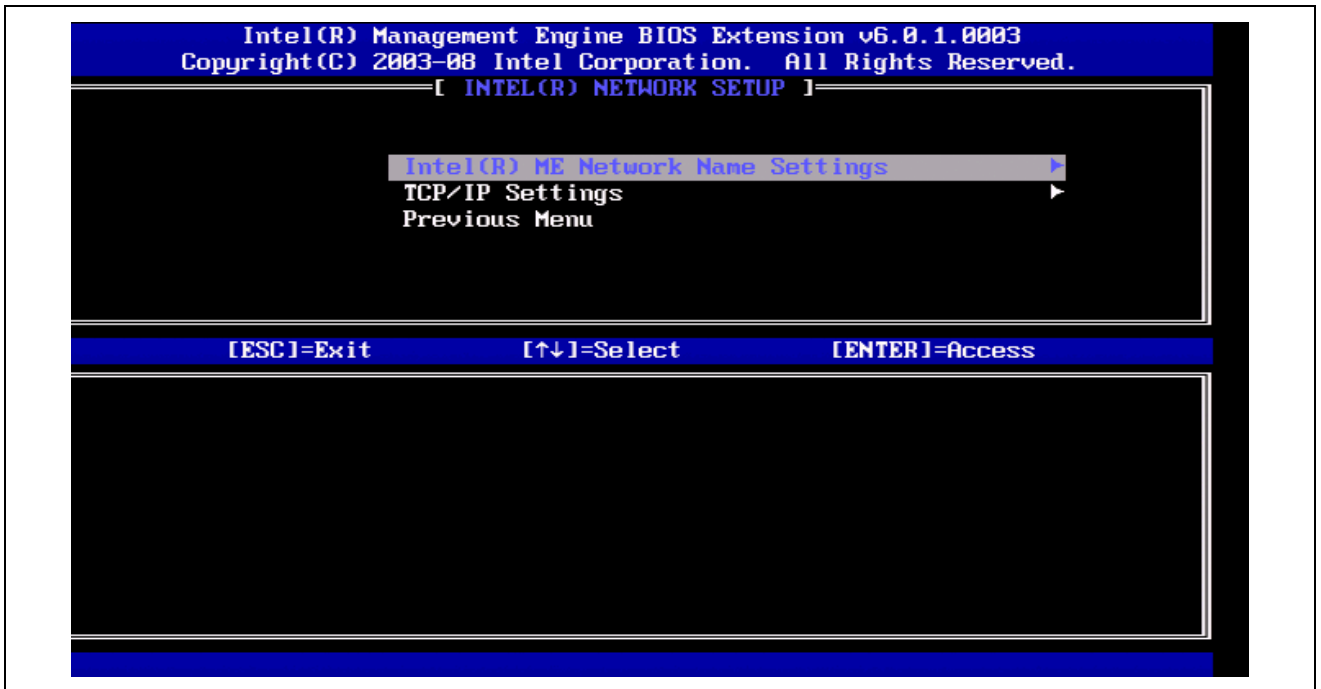 Intel(R) Management Engine BIOS Extension v6.0.1.0003
Copyright(C) 2003-08 Intel Corporation. All Rights Reserved.
[ INTEL(R) NETWORK SETUP ]
Intel(R) ME Network Name Settings ►
TCP/IP Settings ►
Previous Menu
[ESC]=Exit [↑↓]=Select [ENTER]=Access